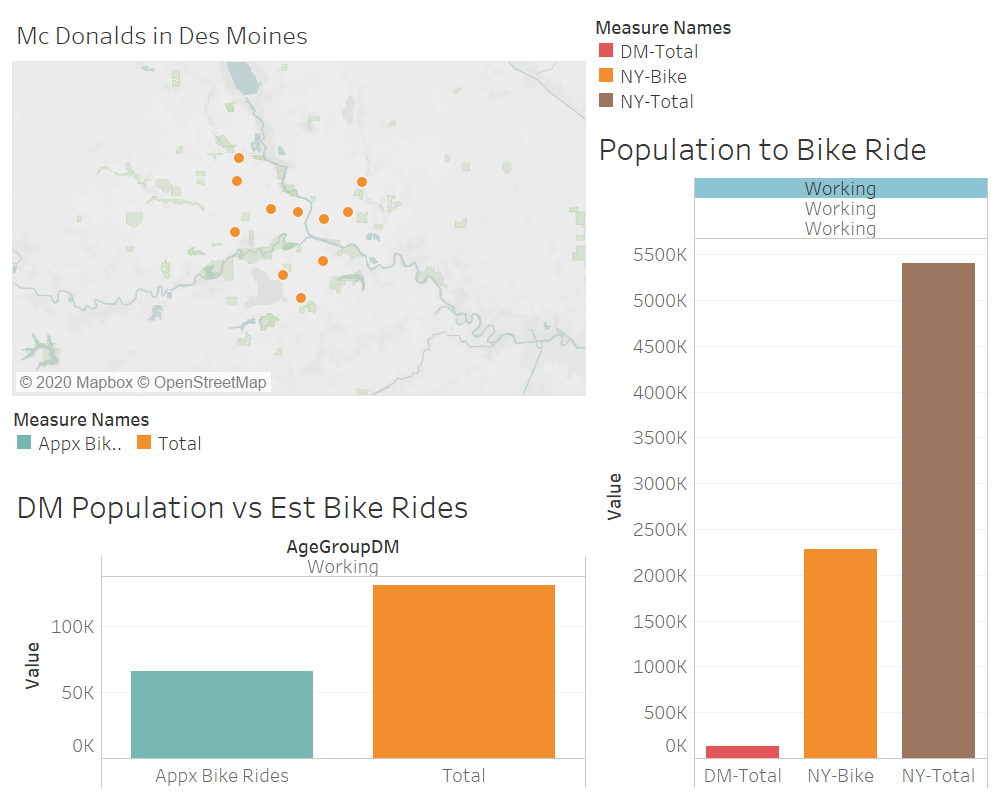 Mc Donalds in Des Moines
© 2020 Mapbox © OpenStreetMap
Measure Names
Appx Bik.. Total
DM Population vs Est Bike Rides
AgeGroupDM
Working
Value
100K
50K
0K
Appx Bike Rides Total
Measure Names
DM-Total
NY-Bike
NY-Total
Population to Bike Ride
Working
Working
Working
Value
5500K
5000K
4500K
4000K
3500K
3000K
2500K
2000K
1500K
1000K
500K
0K
DM-Total NY-Bike NY-Total